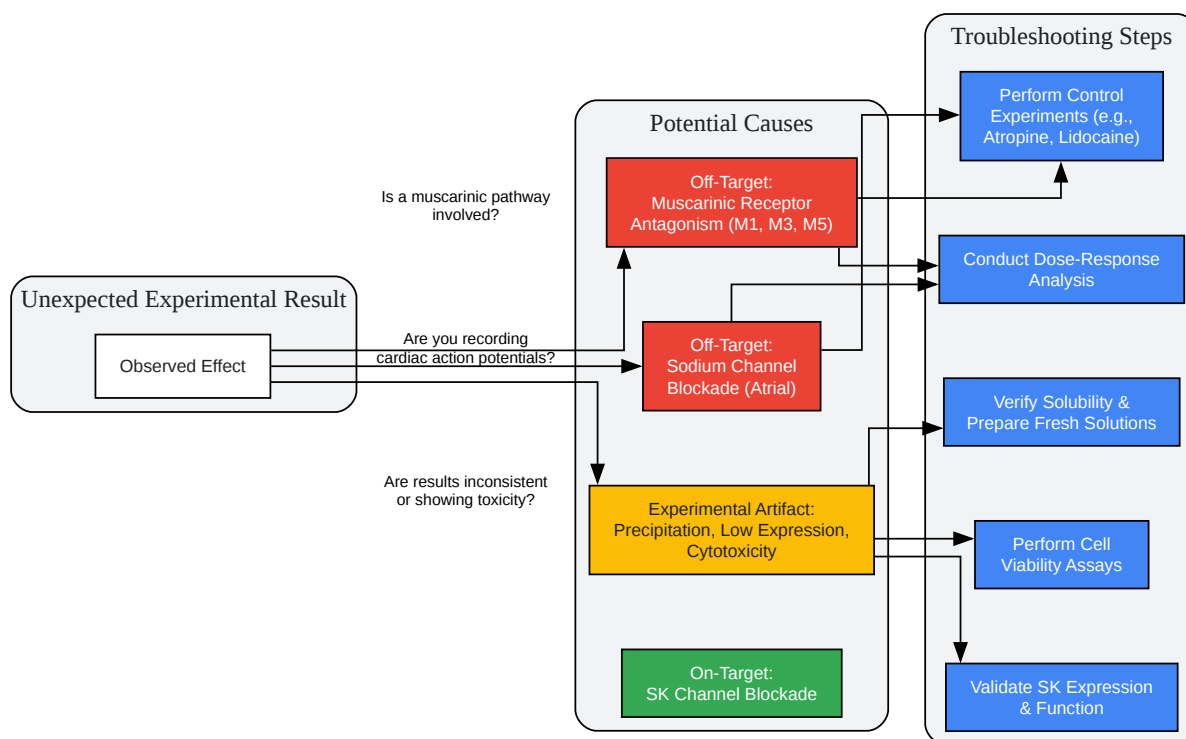 Unexpected Experimental Result
Observed Effect
Is a muscarinic pathway
involved?
Are you recording
cardiac action potentials?
Are results inconsistent
or showing toxicity?
Potential Causes
Off-Target:
Muscarinic Receptor
Antagonism (M1, M3, M5)
Off-Target:
Sodium Channel
Blockade (Atrial)
Experimental Artifact:
Precipitation, Low Expression,
Cytotoxicity
On-Target:
SK Channel Blockade
Troubleshooting Steps
Perform Control
Experiments (e.g.,
Atropine, Lidocaine)
Conduct Dose-Response
Analysis
Verify Solubility &
Prepare Fresh Solutions
Perform Cell
Viability Assays
Validate SK Expression
& Function